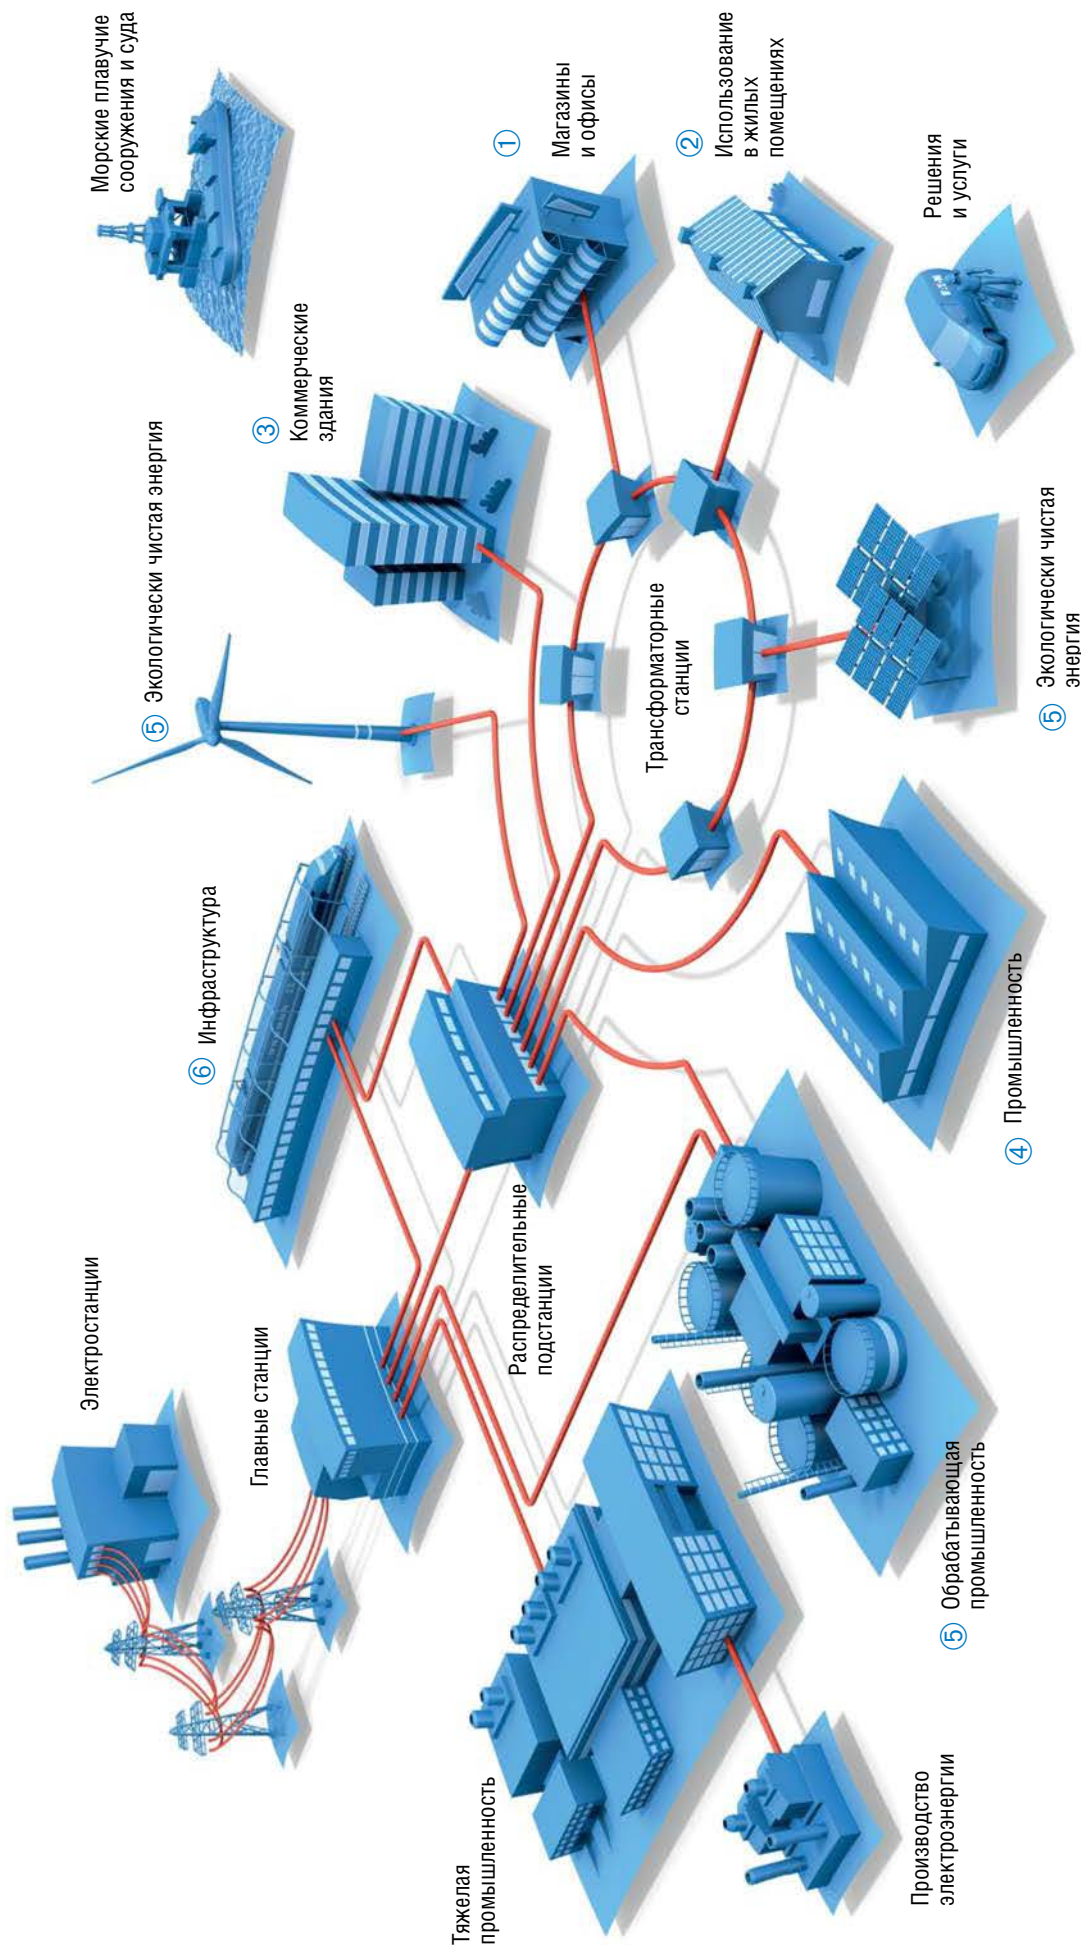 Электростанции
Главные станции
⑥ Инфраструктура
⑤ Экологически чистая энергия
③
Коммерческие
здания
Морские плавучие
сооружения и суда
①
Магазины
и офисы
②
Использование
в жилых
помещениях
Решения
и услуги
Трансформаторные
станции
Распределительные
подстанции
Тяжелая
промышленность
Производство
электроэнергии
⑤ Обрабатывающая
промышленность
④ Промышленность
⑤ Экологически чистая
энергия